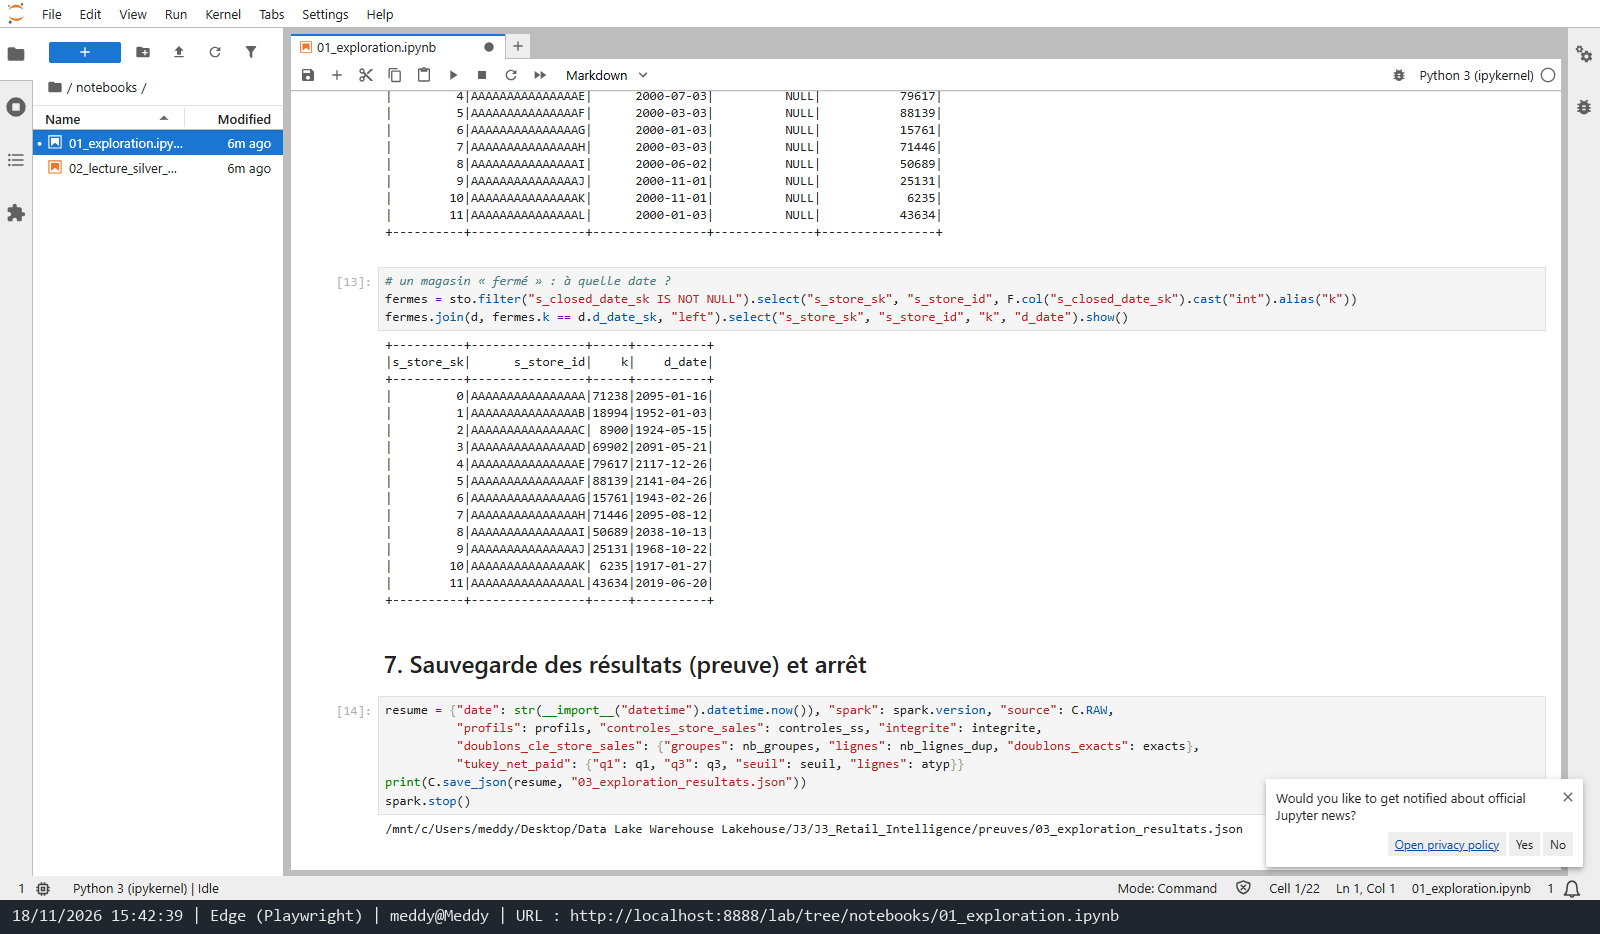 File Edit View Run Kernel Tabs Settings Help
/ notebooks /
Name Modified
01_exploration.ipy... 6m ago
02_lecture_silver_... 6m ago
01_exploration.ipynb
Markdown
Python 3 (ipykernel)
| 4|AAAAAAAAAAAAAAAE| 2000-07-03| NULL| 79617|
| 5|AAAAAAAAAAAAAAAF| 2000-03-03| NULL| 88139|
| 6|AAAAAAAAAAAAAAAG| 2000-01-03| NULL| 15761|
| 7|AAAAAAAAAAAAAAAH| 2000-03-03| NULL| 71446|
| 8|AAAAAAAAAAAAAAAI| 2000-06-02| NULL| 50689|
| 9|AAAAAAAAAAAAAAAJ| 2000-11-01| NULL| 25131|
| 10|AAAAAAAAAAAAAAAK| 2000-11-01| NULL| 6235|
| 11|AAAAAAAAAAAAAAAL| 2000-01-03| NULL| 43634|
+----------+----------------+----------------+--------------+----------------+
[13]:
# un magasin « fermé » : à quelle date ?
fermes = sto.filter("s_closed_date_sk IS NOT NULL").select("s_store_sk", "s_store_id", F.col("s_closed_date_sk").cast("int").alias("k"))
fermes.join(d, fermes.k == d.d_date_sk, "left").select("s_store_sk", "s_store_id", "k", "d_date").show()
+----------+----------------+-----+----------+
|s_store_sk| s_store_id| k| d_date|
+----------+----------------+-----+----------+
| 0|AAAAAAAAAAAAAAAA|71238|2095-01-16|
| 1|AAAAAAAAAAAAAAAB|18994|1952-01-03|
| 2|AAAAAAAAAAAAAAAC| 8900|1924-05-15|
| 3|AAAAAAAAAAAAAAAD|69902|2091-05-21|
| 4|AAAAAAAAAAAAAAAE|79617|2117-12-26|
| 5|AAAAAAAAAAAAAAAF|88139|2141-04-26|
| 6|AAAAAAAAAAAAAAAG|15761|1943-02-26|
| 7|AAAAAAAAAAAAAAAH|71446|2095-08-12|
| 8|AAAAAAAAAAAAAAAI|50689|2038-10-13|
| 9|AAAAAAAAAAAAAAAJ|25131|1968-10-22|
| 10|AAAAAAAAAAAAAAAK| 6235|1917-01-27|
| 11|AAAAAAAAAAAAAAAL|43634|2019-06-20|
+----------+----------------+-----+----------+
7. Sauvegarde des résultats (preuve) et arrêt
[14]:
resume = {"date": str(__import__("datetime").datetime.now()), "spark": spark.version, "source": C.RAW,
"profils": profils, "controles_store_sales": controles_ss, "integrite": integrite,
"doublons_cle_store_sales": {"groupes": nb_groupes, "lignes": nb_lignes_dup, "doublons_exacts": exacts},
"tukey_net_paid": {"q1": q1, "q3": q3, "seuil": seuil, "lignes": atyp}}
print(C.save_json(resume, "03_exploration_resultats.json"))
spark.stop()
/mnt/c/Users/meddy/Desktop/Data Lake Warehouse Lakehouse/J3/J3_Retail_Intelligence/preuves/03_exploration_resultats.json
Would you like to get notified about official
Jupyter news?
Open privacy policy Yes No
1 Python 3 (ipykernel) | Idle Mode: Command Cell 1/22 Ln 1, Col 1 01_exploration.ipynb 1
18/11/2026 15:42:39 | Edge (Playwright) | meddy@Meddy | URL : http://localhost:8888/lab/tree/notebooks/01_exploration.ipynb